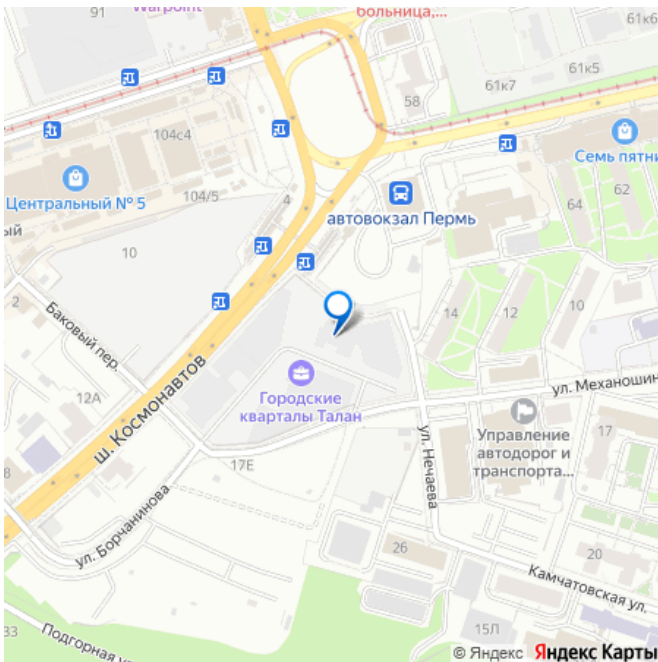 Warpoint
больница,...
91
61к6
61к5
61к7
58
104с4
Семь пятни
104/5
4
Центральный № 5
64
62
автовокзал Пермь
ый
10
2
Баковый пер.
14
12
10
ш. Космонавтов
12А
Городские
кварталы Талан
ул. Механошин
Управление
автодорог и
транспорта...
17
ул. Нечаева
17Е
8
ул. Борчанинова
26
20
Камчатовская ул.
33
Подгорная у
15Л
© Яндекс Яндекс Карты